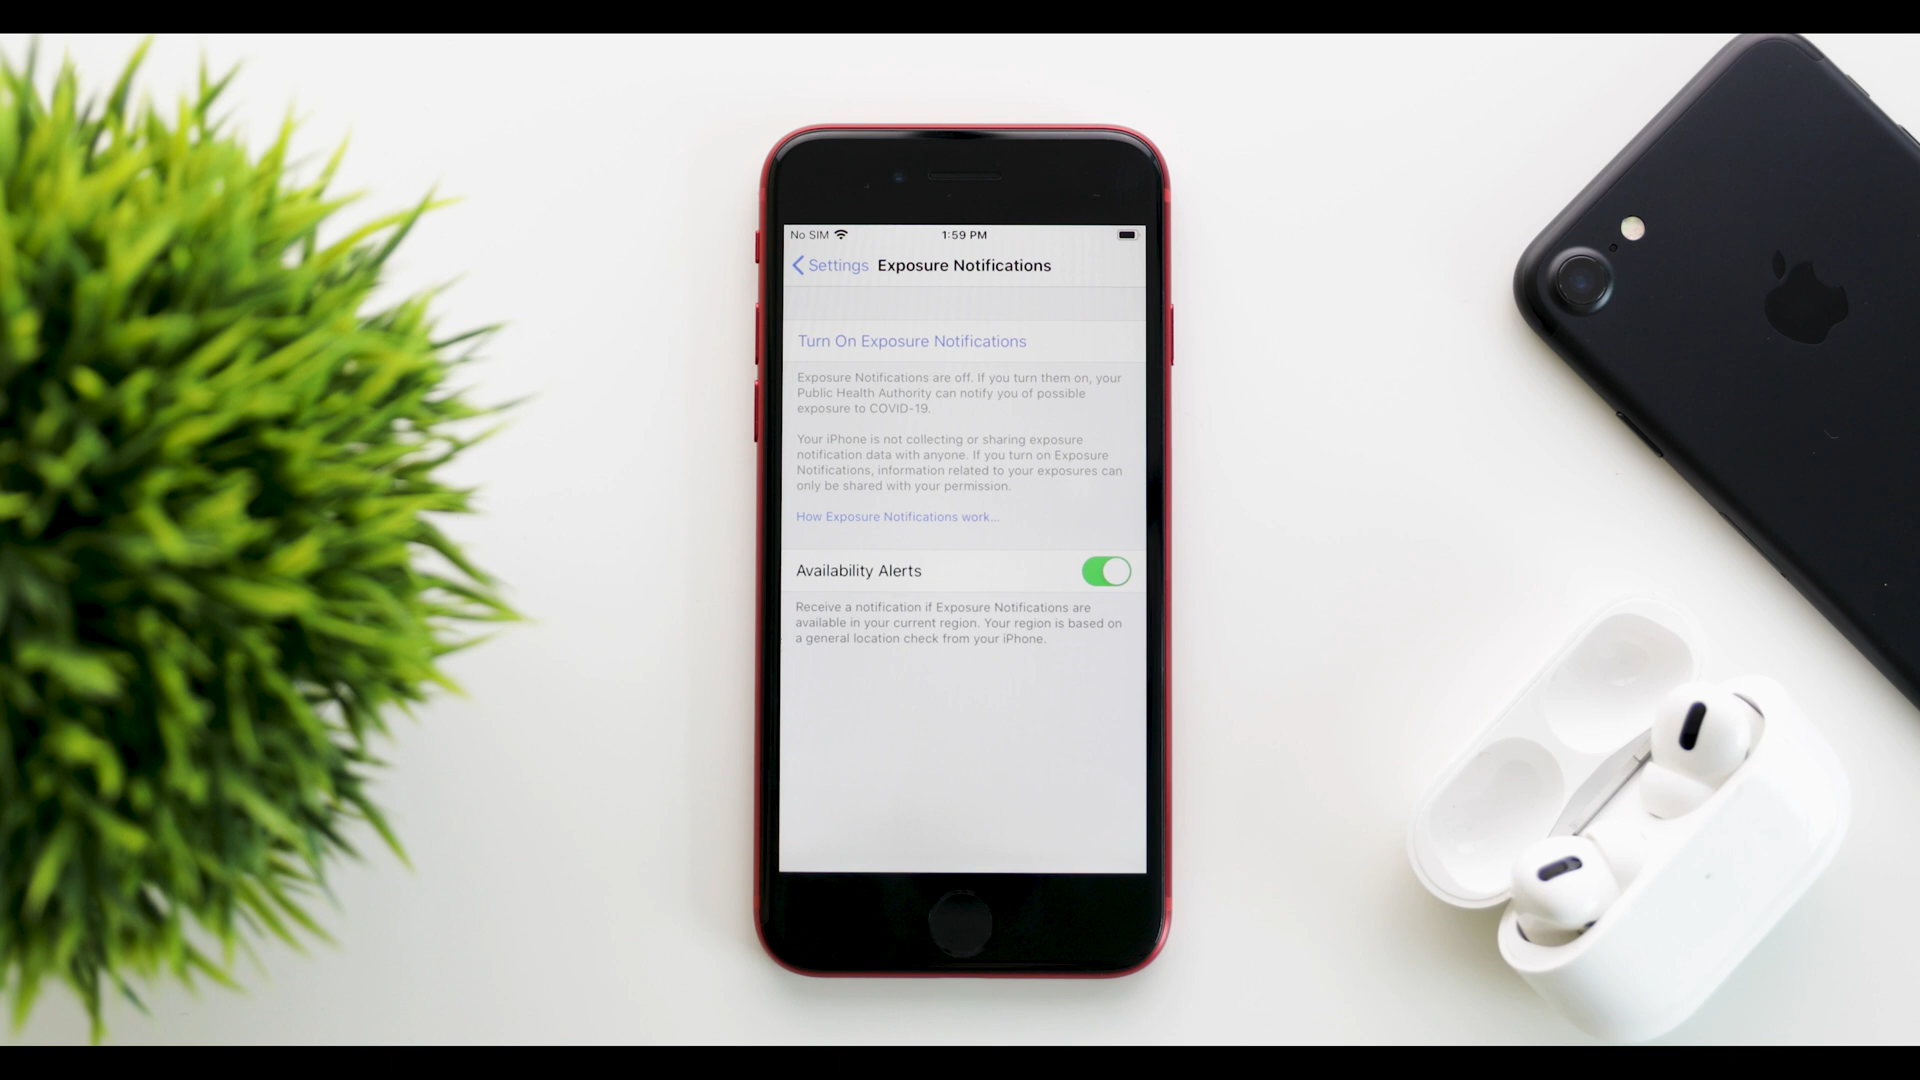 No SIM 1:59 PM
Settings Exposure Notifications
Turn On Exposure Notifications
Exposure Notifications are off. If you turn them on, your
Public Health Authority can notify you of possible
exposure to COVID-19.
Your iPhone is not collecting or sharing exposure
notification data with anyone. If you turn on Exposure
Notifications, information related to your exposures can
only be shared with your permission.
How Exposure Notifications work...
Availability Alerts
Receive a notification if Exposure Notifications are
available in your current region. Your region is based on
a general location check from your iPhone.